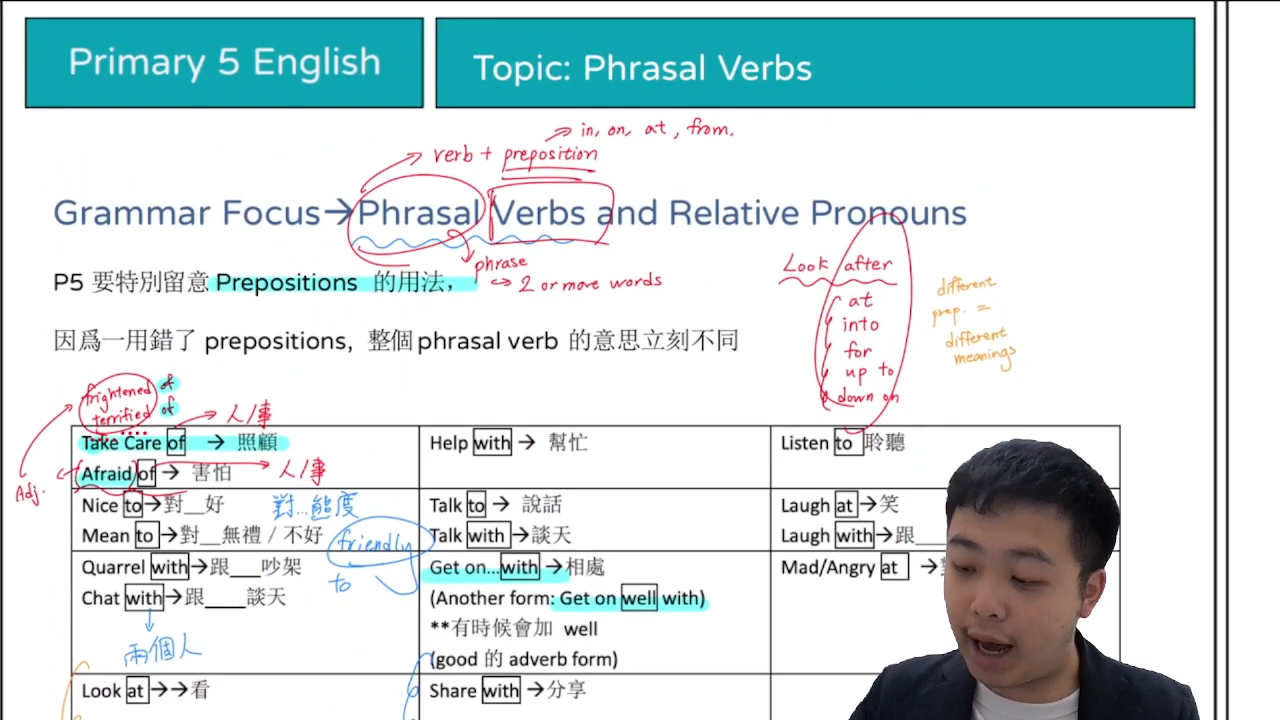 Primary 5 English
Topic: Phrasal Verbs
in, on, at, from.
verb + preposition
Grammar Focus→Phrasal Verbs and Relative Pronouns
phrase
2 or more words
P5 要特別留意 Prepositions 的用法，
因爲一用錯了 prepositions, 整個 phrasal verb 的意思立刻不同
Look after
at
into
for
up to
down on
different
prep. =
different
meanings
frightened of
terrified of
人/事
Adj.
Take Care of → 照顧
Afraid of → 害怕
人/事
Help with → 幫忙
Listen to 聆聽
Nice to→對__好
對...態度
Mean to→對__無禮 / 不好
friendly
to
Talk to → 說話
Talk with→談天
Laugh at→笑
Laugh with→跟
Quarrel with→跟___吵架
Chat with→跟____談天
兩個人
Get on...with →相處
(Another form: Get on well with)
**有時候會加 well
(good 的 adverb form)
Mad/Angry at →
Look at→→看
Share with→分享